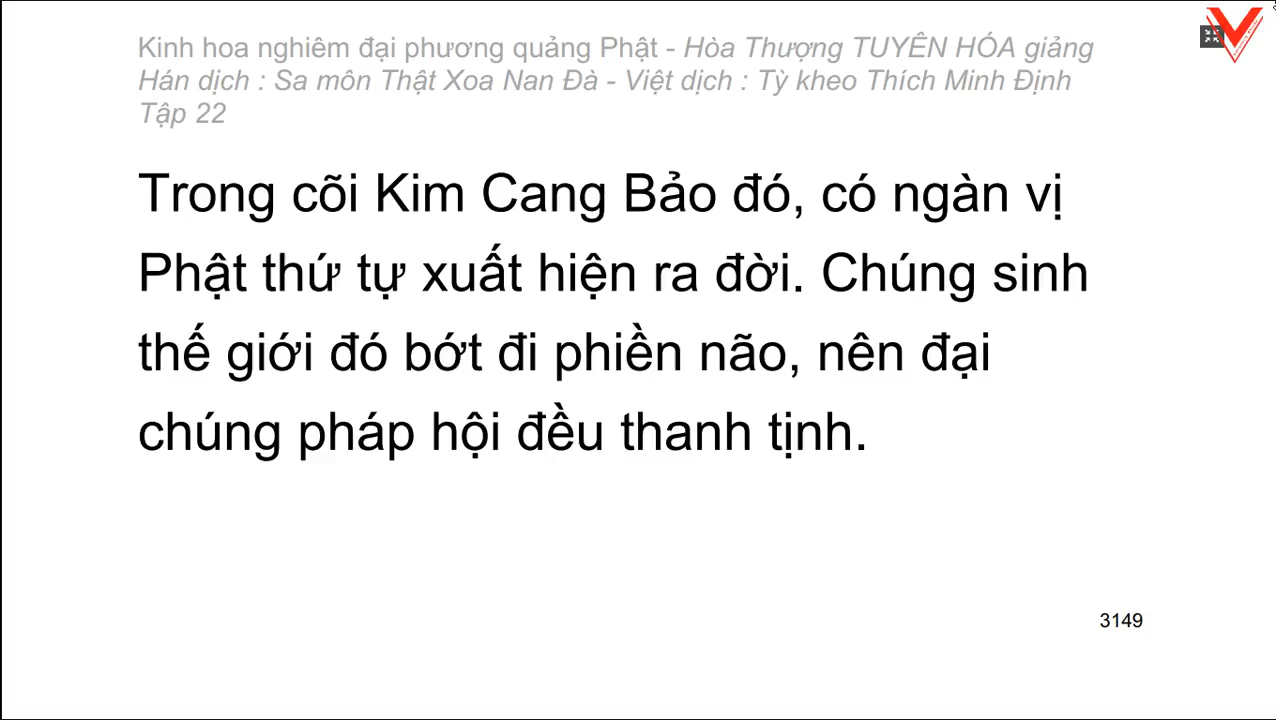 Kinh hoa nghiêm đại phương quảng Phật - Hòa Thượng TUYÊN HÓA giảng
Hán dịch : Sa môn Thật Xoa Nan Đà - Việt dịch : Tỳ kheo Thích Minh Định
Tập 22
Trong cõi Kim Cang Bảo đó, có ngàn vị
Phật thứ tự xuất hiện ra đời. Chúng sinh
thế giới đó bớt đi phiền não, nên đại
chúng pháp hội đều thanh tịnh.
3149